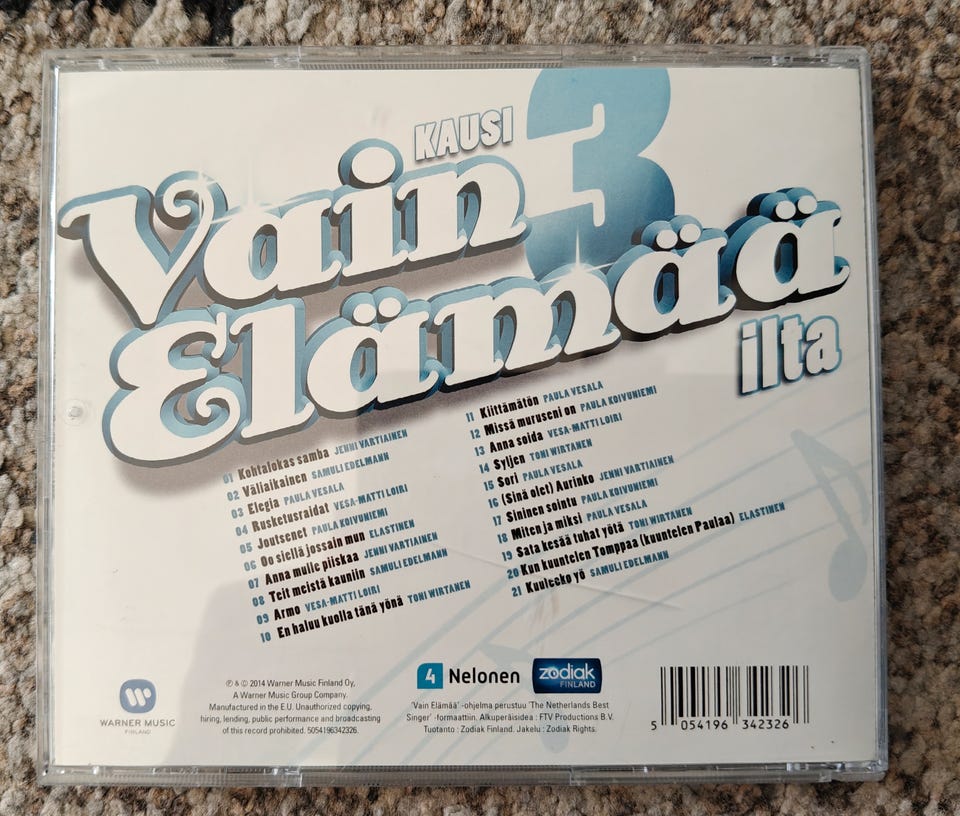 KAUSI 3
Vain
Elämää
ilta
01 Kohtalokas samba JENNI VARTIAINEN
02 Väliaikainen SAMULI EDELMANN
03 Elegia PAULA VESALA
04 Rusketusraidat VESA-MATTI LOIRI
05 Joutsenet PAULA KOIVUNIEMI
06 Oo siellä jossain mun ELASTINEN
07 Anna mulle piiskaa JENNI VARTIAINEN
08 Teit meistä kauniin SAMULI EDELMANN
09 Armo VESA-MATTI LOIRI
10 En haluu kuolla tänä yönä TONI WIRTANEN
11 Kiittämätön PAULA VESALA
12 Missä muruseni on PAULA KOIVUNIEMI
13 Anna soida VESA-MATTI LOIRI
14 Syljen TONI WIRTANEN
15 Sori PAULA VESALA
16 (Sinä olet) Aurinko JENNI VARTIAINEN
17 Sininen sointu PAULA KOIVUNIEMI
18 Miten ja miksi PAULA VESALA
19 Sata kesää tuhat yötä TONI WIRTANEN
20 Kun kuuntelen Tomppaa (kuuntelen Paulaa) ELASTINEN
21 Kuuleeko yö SAMULI EDELMANN
WARNER MUSIC
FINLAND
℗ & © 2014 Warner Music Finland Oy,
A Warner Music Group Company.
Manufactured in the E.U. Unauthorized copying,
hiring, lending, public performance and broadcasting
of this record prohibited. 5054196342326.
4 Nelonen
zodiak
FINLAND
'Vain Elämää' -ohjelma perustuu 'The Netherlands Best
Singer' -formaattiin. Alkuperäisidea : FTV Productions B.V.
Tuotanto : Zodiak Finland. Jakelu : Zodiak Rights.
5 054196 342326